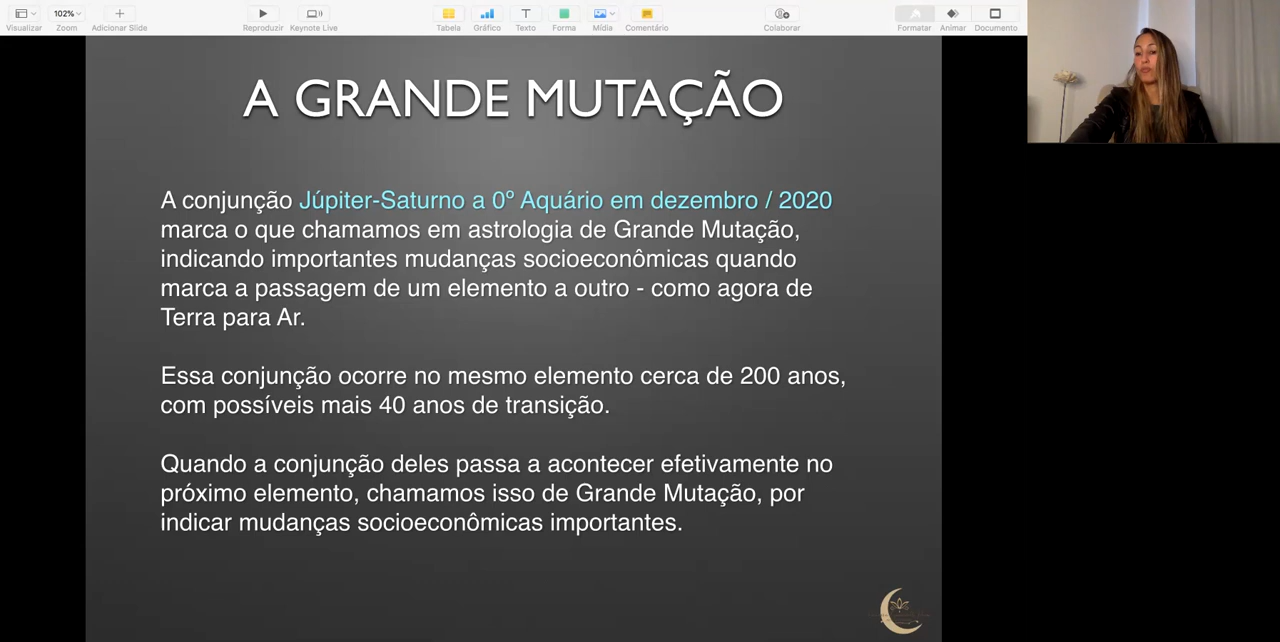 102%
Visualizar
Zoom
Adicionar Slide
Reproduzir
Keynote Live
Tabela
Gráfico
Texto
Forma
Mídia
Comentário
Colaborar
Formatar
Animar
Documento
A GRANDE MUTAÇÃO
A conjunção Júpiter-Saturno a 0º Aquário em dezembro / 2020
marca o que chamamos em astrologia de Grande Mutação,
indicando importantes mudanças socioeconômicas quando
marca a passagem de um elemento a outro - como agora de
Terra para Ar.
Essa conjunção ocorre no mesmo elemento cerca de 200 anos,
com possíveis mais 40 anos de transição.
Quando a conjunção deles passa a acontecer efetivamente no
próximo elemento, chamamos isso de Grande Mutação, por
indicar mudanças socioeconômicas importantes.